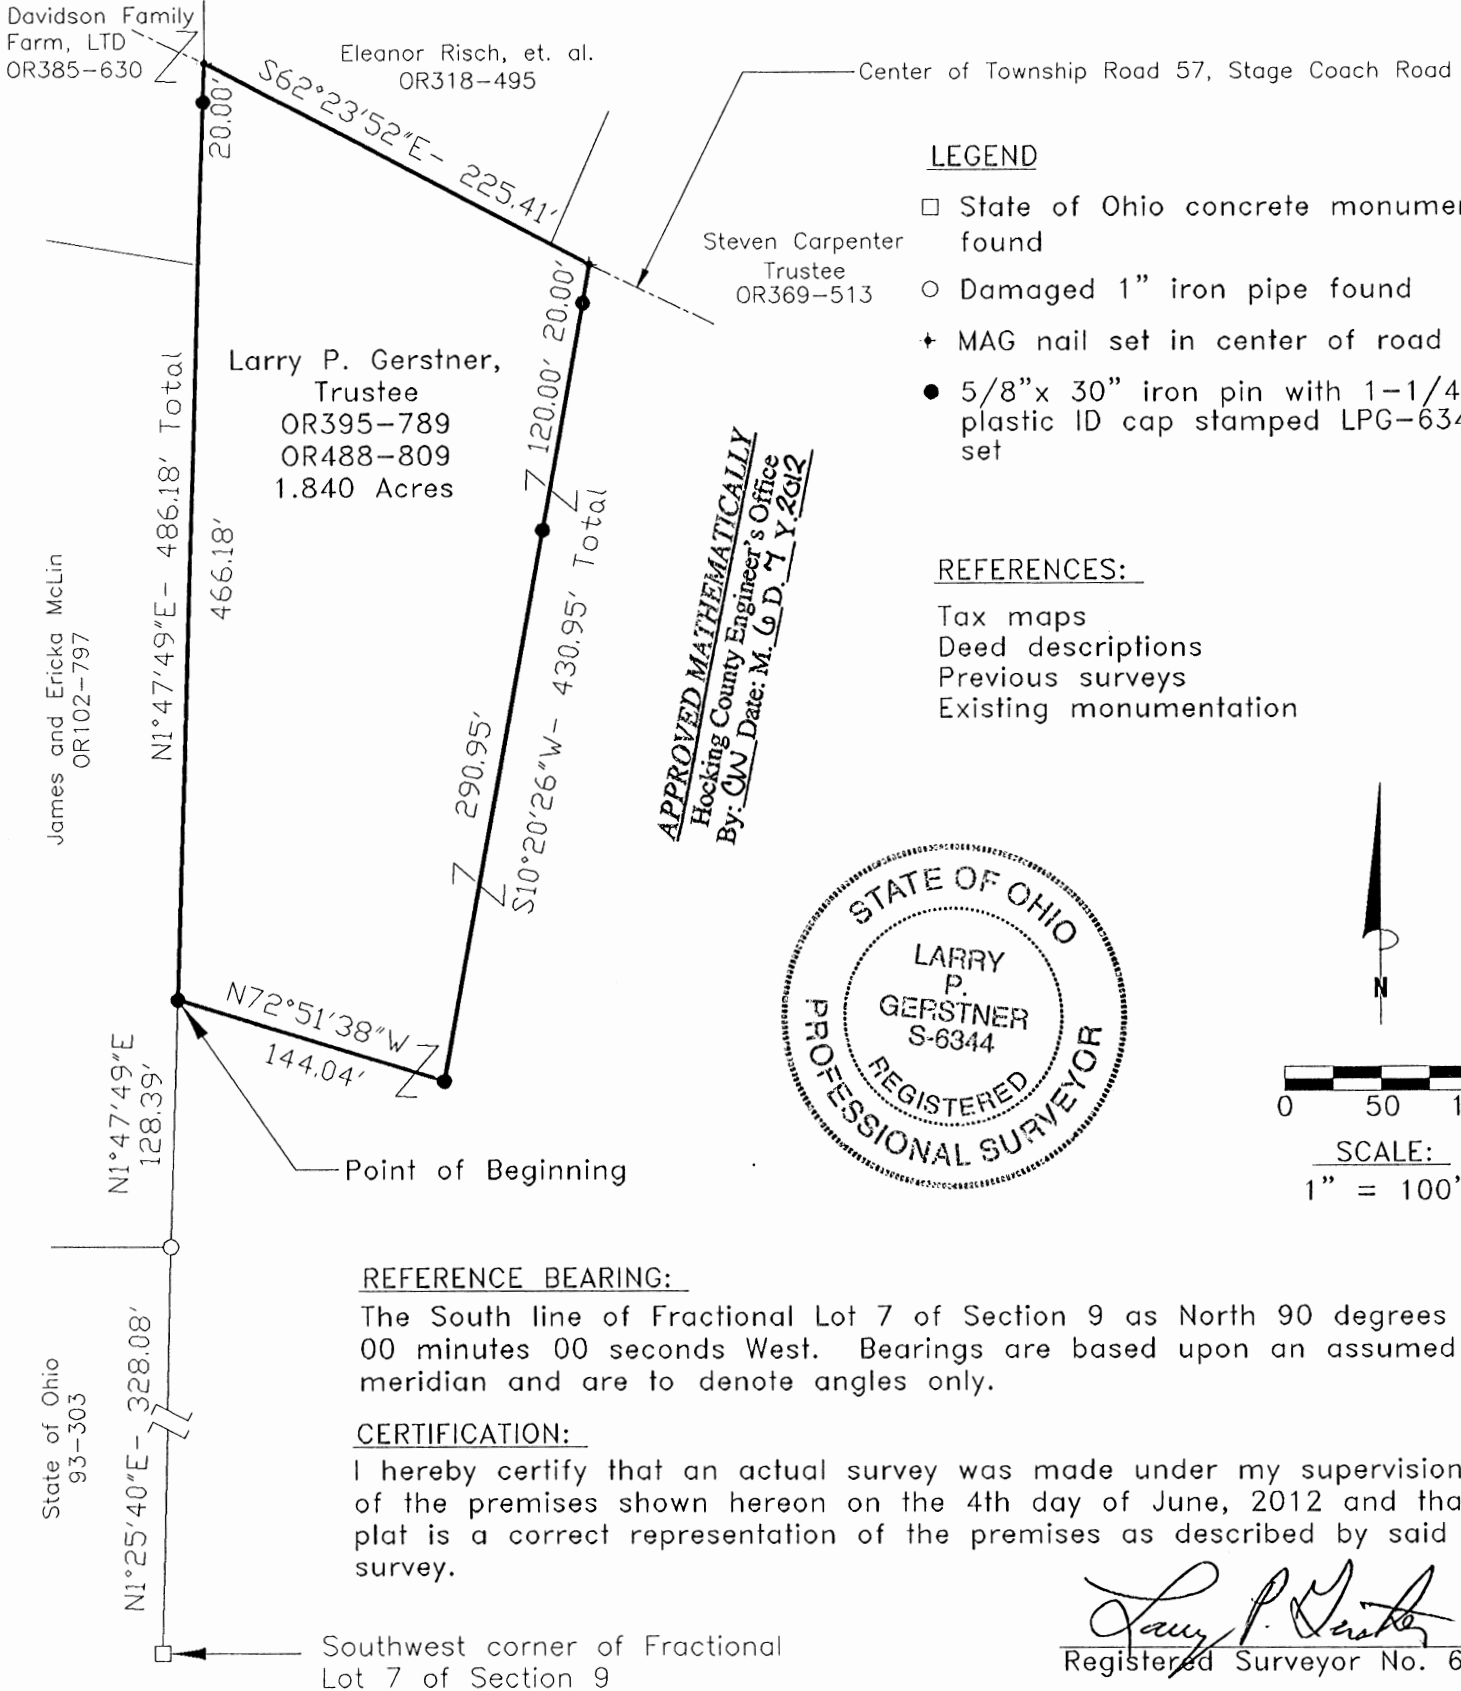 Davidson Family
Farm, LTD
OR385-630
Eleanor Risch, et. al.
OR318-495
Center of Township Road 57, Stage Coach Road
S62°23'52"E- 225.41'
20.00'
Steven Carpenter
Trustee
OR369-513
LEGEND
□ State of Ohio concrete
found
○ Damaged 1" iron pipe found
MAG nail set in center of road
● 5/8"x 30" iron pin with 1-1/4
plastic ID cap stamped
set
Larry P. Gerstner,
Trustee
OR395-789
OR488-809
1.840 Acres
120.00' 20.00'
N1°47'49"E- 486.18' Total
466.18'
James and Ericka McLin
OR102-797
290.95'
S10°20'26"W- 430.95' Total
APPROVED MATHEMATICALLY
Hocking County Engineer's Office
By: CW Date: M. 6 D. 7 Y. 2012
REFERENCES:
Tax maps
Deed descriptions
Previous surveys
Existing monumentation
N72°51'38"W
144.04'
Point of Beginning
STATE OF OHIO
LARRY
P.
GERSTNER
S-6344
REGISTERED
PROFESSIONAL SURVEYOR
N
0 50
SCALE:
1" = 100'
N1°47'49"E
128.39'
State of Ohio
93-303
N1°25'40"E- 328.08'
REFERENCE BEARING:
The South line of Fractional Lot 7 of Section 9 as North 90 degrees
00 minutes 00 seconds West. Bearings are based upon an assumed
meridian and are to denote angles only.
CERTIFICATION:
I hereby certify that an actual survey was made under my supervision
of the premises shown hereon on the 4th day of June, 2012 and
plat is a correct representation of the premises as described by said
survey.
Larry P. Gerstner
Registered Surveyor No. 6
Southwest corner of Fractional
Lot 7 of Section 9